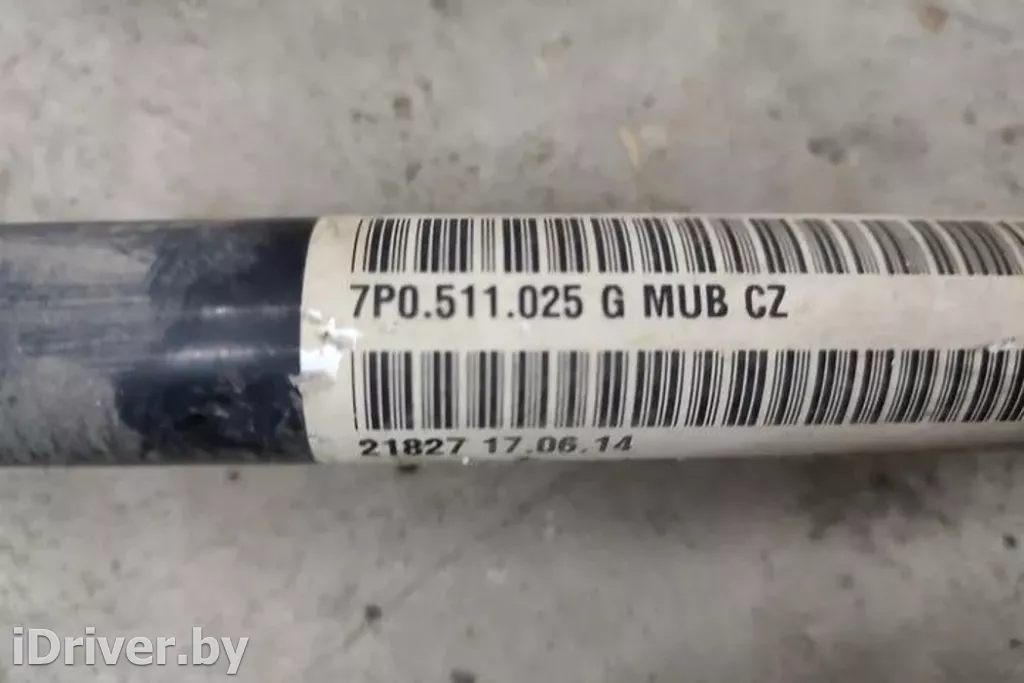 7P0.511.025 G MUB CZ
21827 17.06.14
iDriver.by